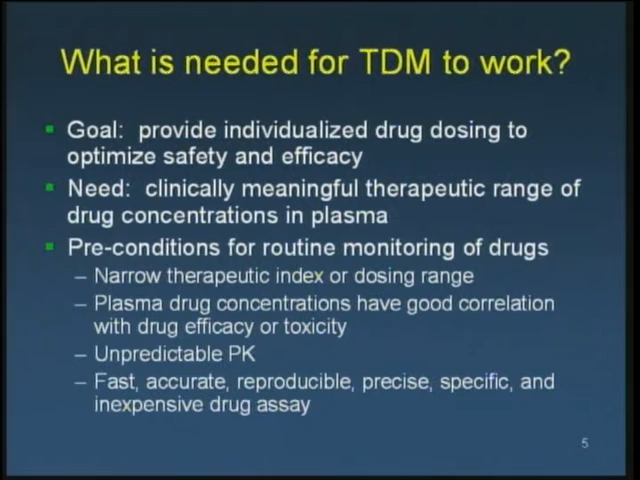 What is needed for TDM to work?
Goal: provide individualized drug dosing to
optimize safety and efficacy
Need: clinically meaningful therapeutic range of
drug concentrations in plasma
Pre-conditions for routine monitoring of drugs
– Narrow therapeutic index or dosing range
– Plasma drug concentrations have good correlation
with drug efficacy or toxicity
– Unpredictable PK
– Fast, accurate, reproducible, precise, specific, and
inexpensive drug assay
5